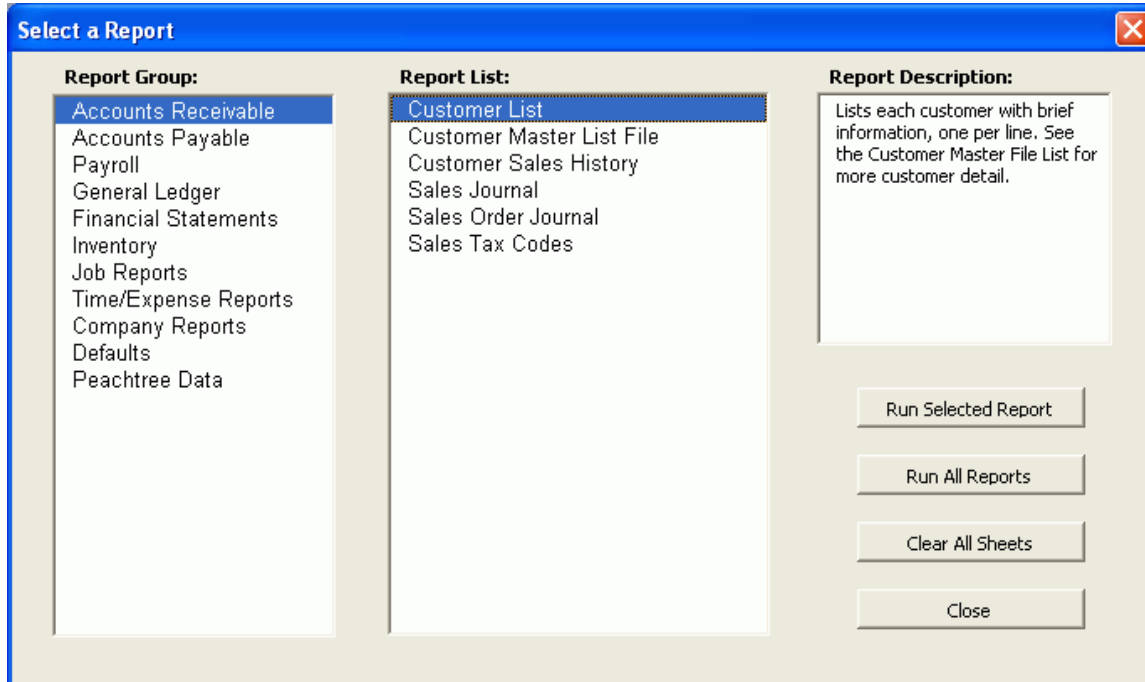 Select a Report
Report Group:
Accounts Receivable
Accounts Payable
Payroll
General Ledger
Financial Statements
Inventory
Job Reports
Time/Expense Reports
Company Reports
Defaults
Peachtree Data
Report List:
Customer List
Customer Master List File
Customer Sales History
Sales Journal
Sales Order Journal
Sales Tax Codes
Report Description:
Lists each customer with brief
information, one per line. See
the Customer Master File List for
more customer detail.
Run Selected Report
Run All Reports
Clear All Sheets
Close